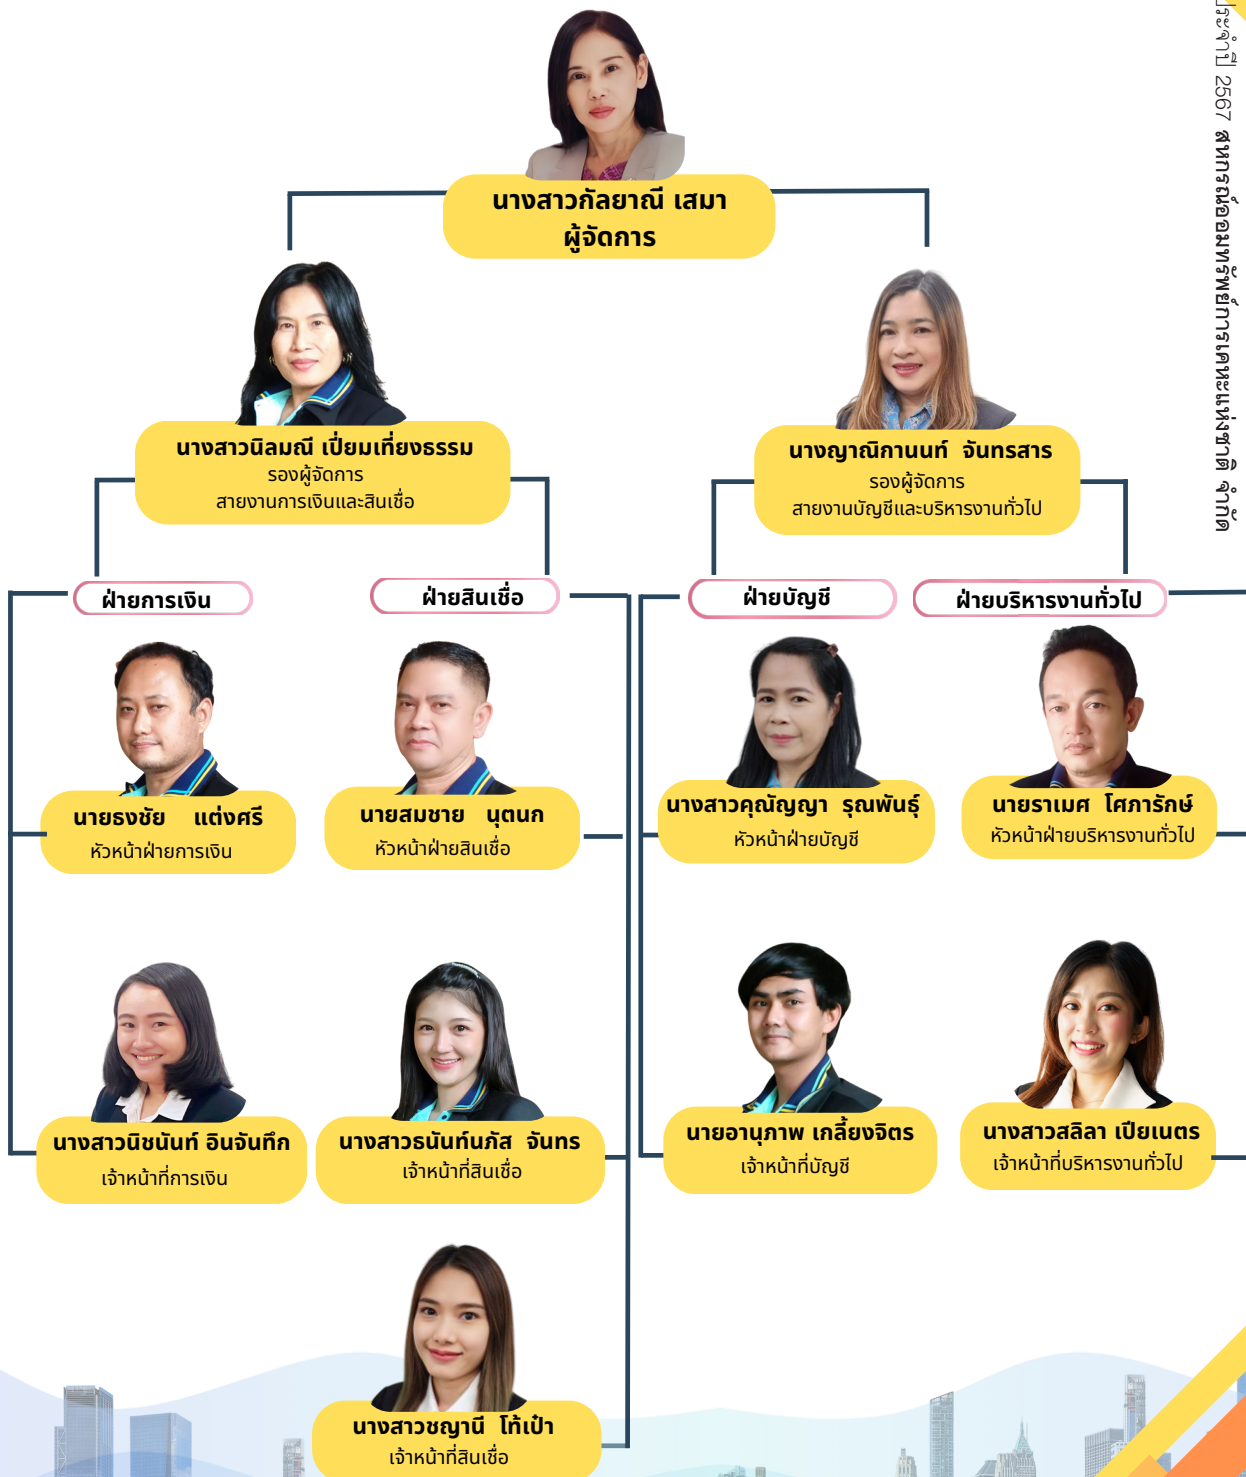 ประจำปี 2567 สหกรณ์ออมทรัพย์การเคหะแห่งชาติ จำกัด
นางสาวกัลยาณี เสมา
ผู้จัดการ
นางสาวนิลมณี เปี่ยมเที่ยงธรรม
รองผู้จัดการ
สายงานการเงินและสินเชื่อ
นางญาณิกานนท์ จันทรสาร
รองผู้จัดการ
สายงานบัญชีและบริหารงานทั่วไป
ฝ่ายการเงิน
ฝ่ายสินเชื่อ
ฝ่ายบัญชี
ฝ่ายบริหารงานทั่วไป
นายธงชัย แต่งศรี
หัวหน้าฝ่ายการเงิน
นายสมชาย นุตนก
หัวหน้าฝ่ายสินเชื่อ
นางสาวคุณัญญา รุณพันธุ์
หัวหน้าฝ่ายบัญชี
นายราเมศ โศภารักษ์
หัวหน้าฝ่ายบริหารงานทั่วไป
นางสาวนิชนันท์ อินจันทึก
เจ้าหน้าที่การเงิน
นางสาวธนันท์นภัส จันทร
เจ้าหน้าที่สินเชื่อ
นายอานุภาพ เกลี้ยงจิตร
เจ้าหน้าที่บัญชี
นางสาวสลิลา เปียเนตร
เจ้าหน้าที่บริหารงานทั่วไป
นางสาวชญานี โท้เป๋า
เจ้าหน้าที่สินเชื่อ